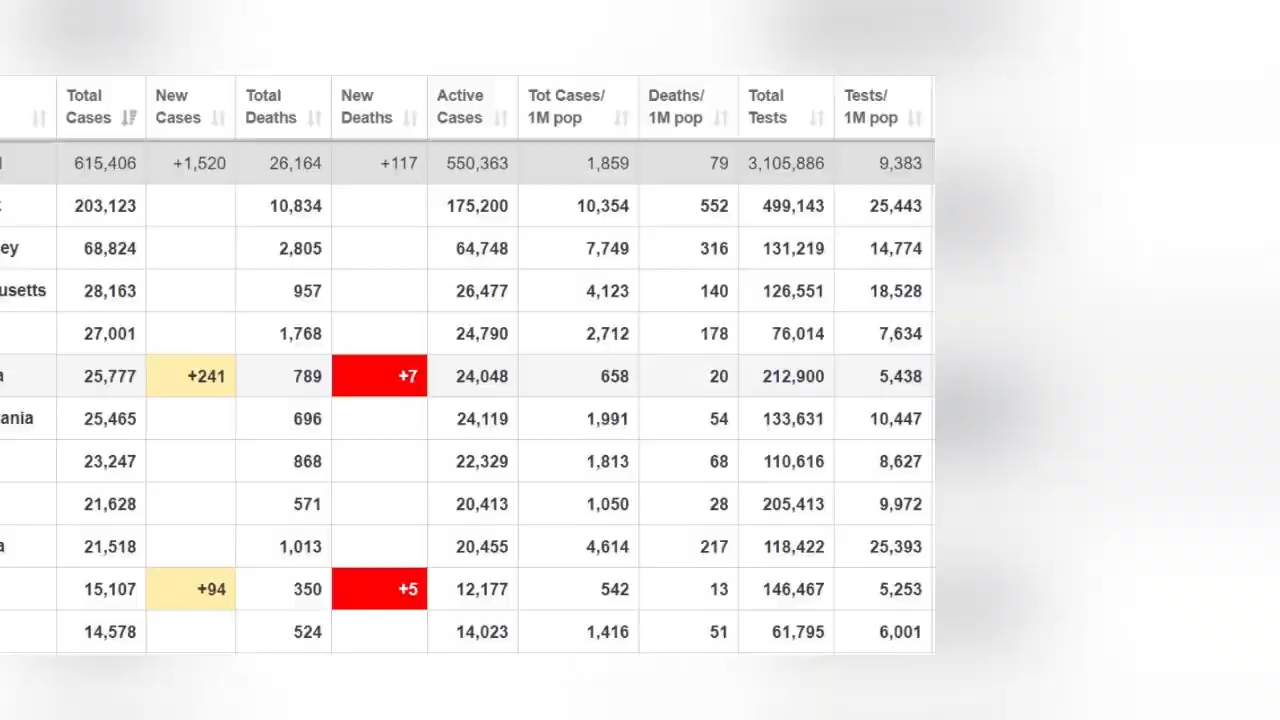 Total Cases New Cases Total Deaths New Deaths Active Cases Tot Cases/ 1M pop Deaths/ 1M pop Total Tests Tests/ 1M pop
615,406 +1,520 26,164 +117 550,363 1,859 79 3,105,886 9,383
203,123 10,834 175,200 10,354 552 499,143 25,443
ey 68,824 2,805 64,748 7,749 316 131,219 14,774
usetts 28,163 957 26,477 4,123 140 126,551 18,528
27,001 1,768 24,790 2,712 178 76,014 7,634
a 25,777 +241 789 +7 24,048 658 20 212,900 5,438
ania 25,465 696 24,119 1,991 54 133,631 10,447
23,247 868 22,329 1,813 68 110,616 8,627
21,628 571 20,413 1,050 28 205,413 9,972
a 21,518 1,013 20,455 4,614 217 118,422 25,393
15,107 +94 350 +5 12,177 542 13 146,467 5,253
14,578 524 14,023 1,416 51 61,795 6,001